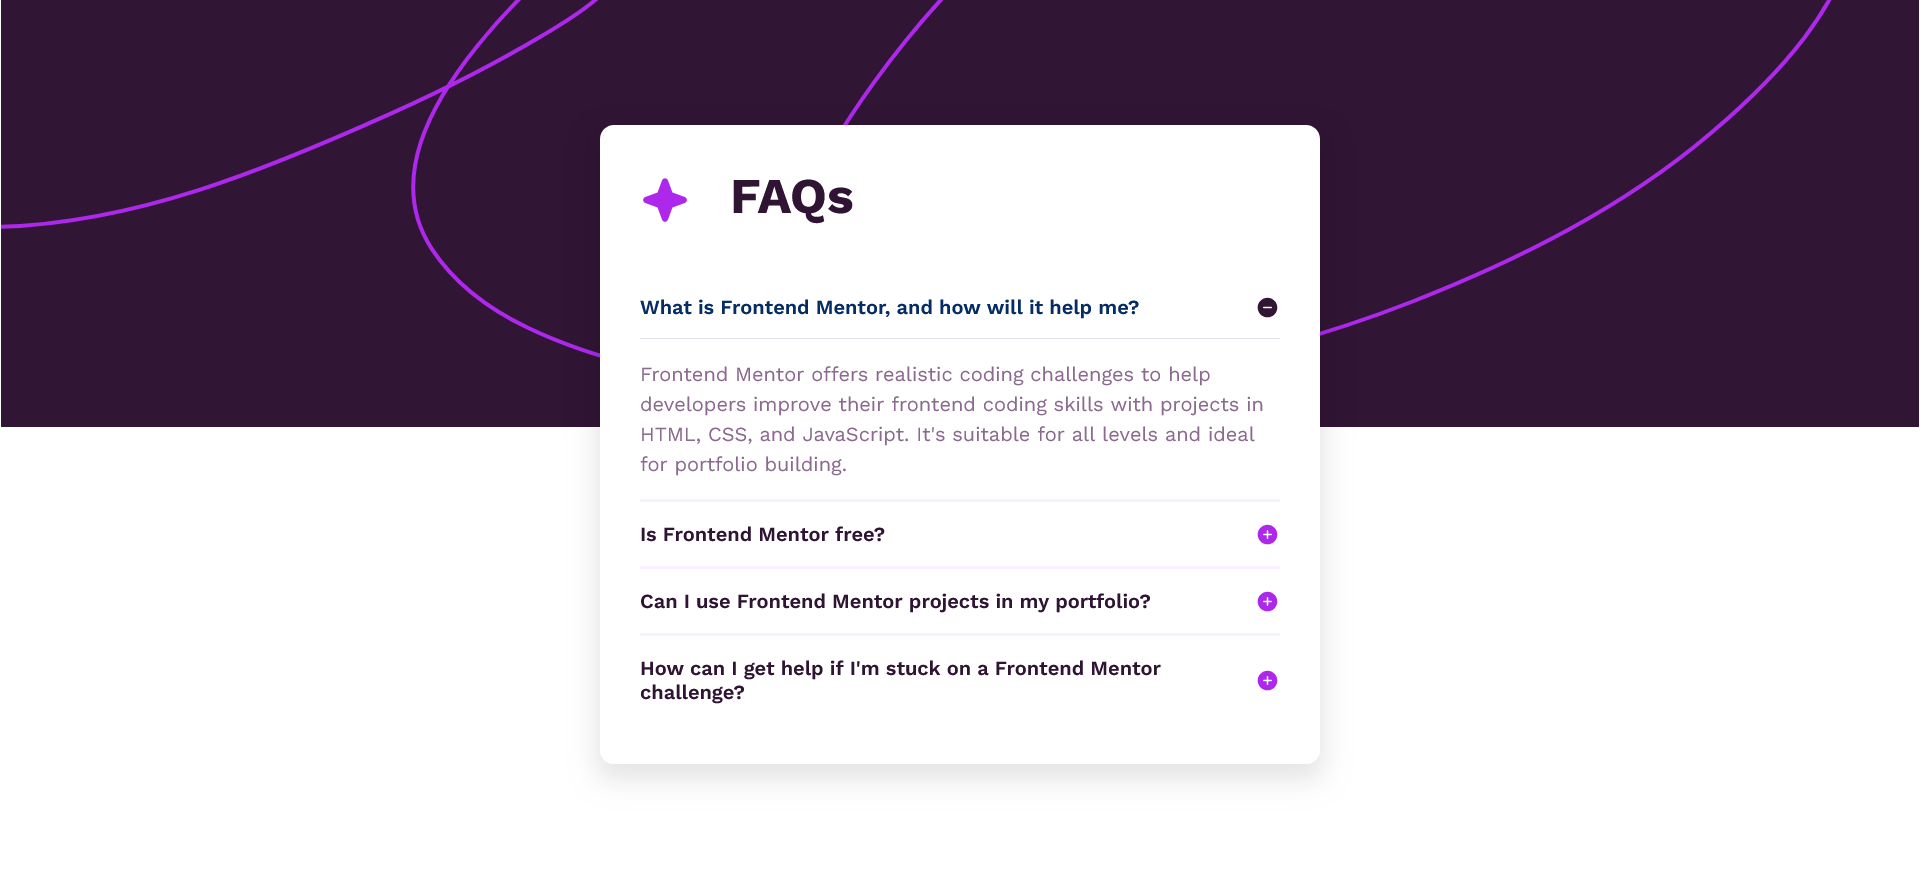 FAQs
What is Frontend Mentor, and how will it help me?
Frontend Mentor offers realistic coding challenges to help
developers improve their frontend coding skills with projects in
HTML, CSS, and JavaScript. It's suitable for all levels and ideal
for portfolio building.
Is Frontend Mentor free?
Can I use Frontend Mentor projects in my portfolio?
How can I get help if I'm stuck on a Frontend Mentor
challenge?